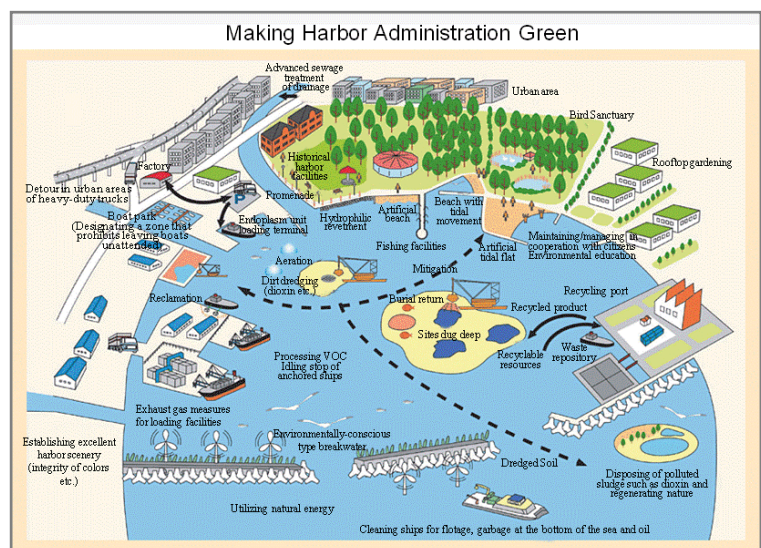 Making Harbor Administration Green
Advanced sewage
treatment
of drainage
Urban area
Bird Sanctuary
Rooftop gardening
Factory
Historical
harbor
facilities
Detour in urban areas
of heavy-duty trucks
P
Promenade
Boat park
(Designating a zone that
prohibits leaving boats
unattended)
Endoplasm unit
loading terminal
Hydrophilic
revetment
Artificial
beach
Beach with
tidal
movement
Fishing facilities
Artificial
tidal flat
Maintaining/managing in
cooperation with citizens
Environmental education
Aeration
Dirt dredging
(dioxin etc.)
Mitigation
Recycling port
Reclamation
Burial return
Recycled product
Sites dug deep
Recyclable
resources
Waste
repository
Processing VOC
Idling stop of
anchored ships
Exhaust gas measures
for loading facilities
Establishing excellent
harbor scenery
(integrity of colors
etc.)
Environmentally-conscious
type breakwater
Dredged Soil
Disposing of polluted
sludge such as dioxin and
regenerating nature
Utilizing natural energy
Cleaning ships for flotage, garbage at the bottom of the sea and oil